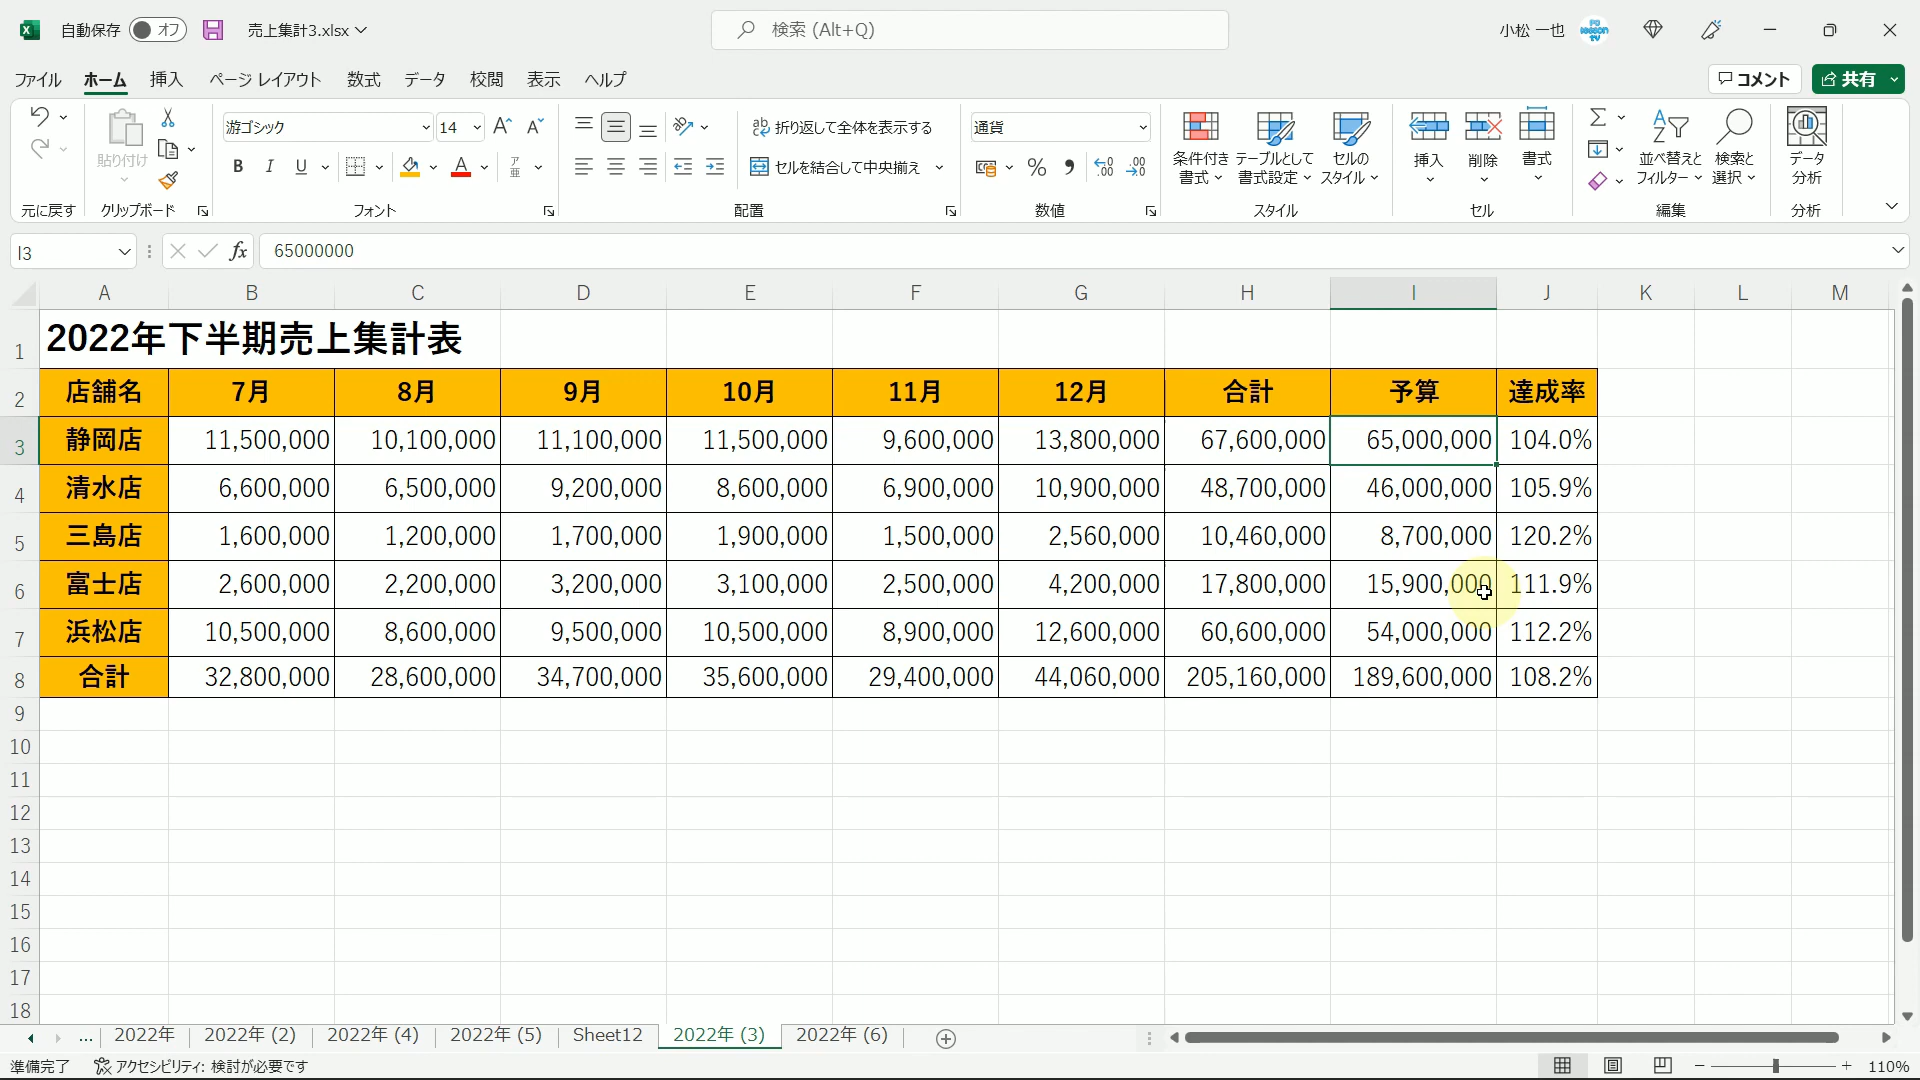 自動保存 オフ 売上集計3.xlsx 検索 (Alt+Q) 小松 一也
ファイル ホーム 挿入 ページ レイアウト 数式 データ 校閲 表示 ヘルプ コメント 共有
游ゴシック 14 折り返して全体を表示する 通貨
貼り付け B I U A セルを結合して中央揃え % 条件付き書式 テーブルとして書式設定 セルのスタイル 挿入 削除 書式 並べ替えとフィルター 検索と選択 データ分析
元に戻す クリップボード フォント 配置 数値 スタイル セル 編集 分析
I3 fx 65000000
A B C D E F G H I J K L M
1 2022年下半期売上集計表
2 店舗名 7月 8月 9月 10月 11月 12月 合計 予算 達成率
3 静岡店 11,500,000 10,100,000 11,100,000 11,500,000 9,600,000 13,800,000 67,600,000 65,000,000 104.0%
4 清水店 6,600,000 6,500,000 9,200,000 8,600,000 6,900,000 10,900,000 48,700,000 46,000,000 105.9%
5 三島店 1,600,000 1,200,000 1,700,000 1,900,000 1,500,000 2,560,000 10,460,000 8,700,000 120.2%
6 富士店 2,600,000 2,200,000 3,200,000 3,100,000 2,500,000 4,200,000 17,800,000 15,900,000 111.9%
7 浜松店 10,500,000 8,600,000 9,500,000 10,500,000 8,900,000 12,600,000 60,600,000 54,000,000 112.2%
8 合計 32,800,000 28,600,000 34,700,000 35,600,000 29,400,000 44,060,000 205,160,000 189,600,000 108.2%
9
10
11
12
13
14
15
16
17
18
... 2022年 2022年 (2) 2022年 (4) 2022年 (5) Sheet12 2022年 (3) 2022年 (6)
準備完了 アクセシビリティ: 検討が必要です 110%